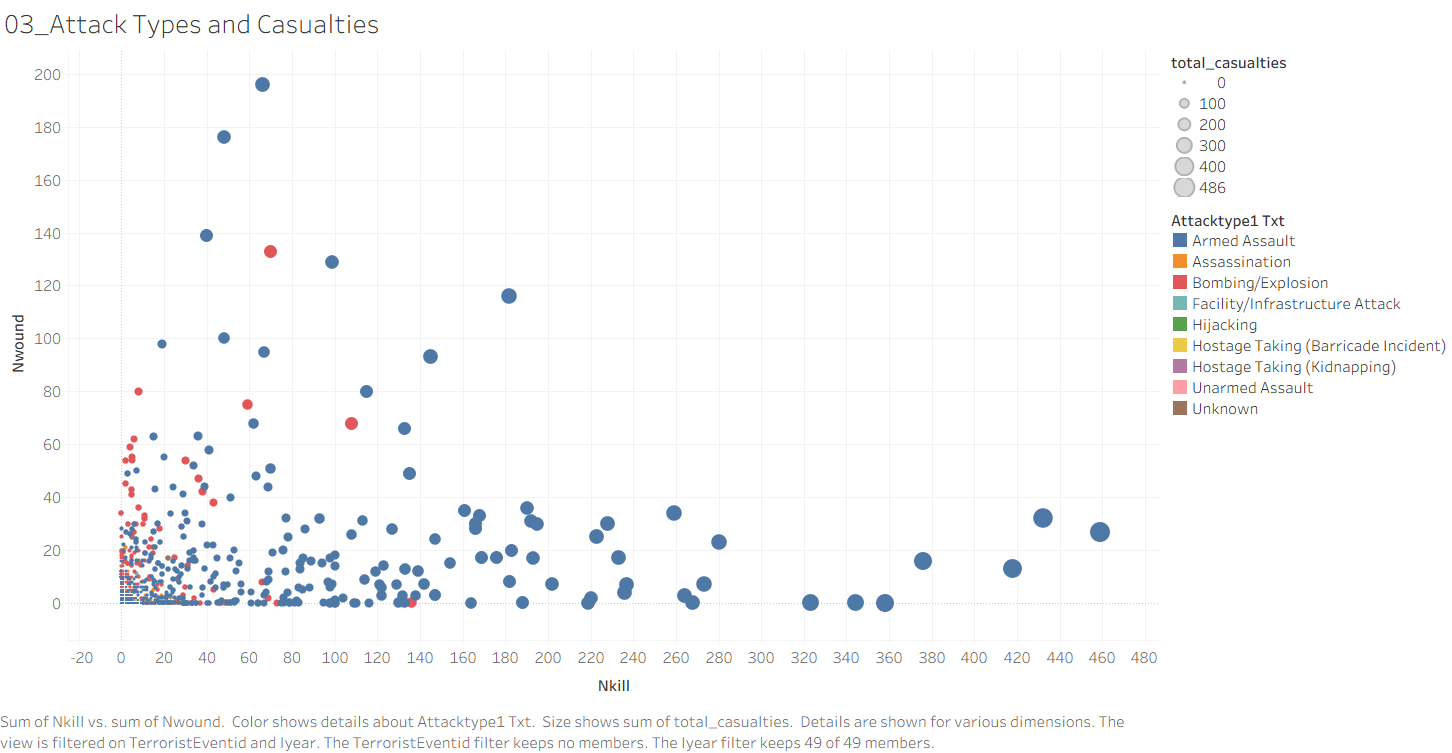 03_Attack Types and Casualties
total_casualties
0
100
200
300
400
486
Attacktype1 Txt
Armed Assault
Assassination
Bombing/Explosion
Facility/Infrastructure Attack
Hijacking
Hostage Taking (Barricade Incident)
Hostage Taking (Kidnapping)
Unarmed Assault
Unknown
Nwound
200
180
160
140
120
100
80
60
40
20
0
-20 0 20 40 60 80 100 120 140 160 180 200 220 240 260 280 300 320 340 360 380 400 420 440 460 480
Nkill
Sum of Nkill vs. sum of Nwound.  Color shows details about Attacktype1 Txt.  Size shows sum of total_casualties.  Details are shown for various dimensions. The
view is filtered on TerroristEventid and Iyear. The TerroristEventid filter keeps no members. The Iyear filter keeps 49 of 49 members.